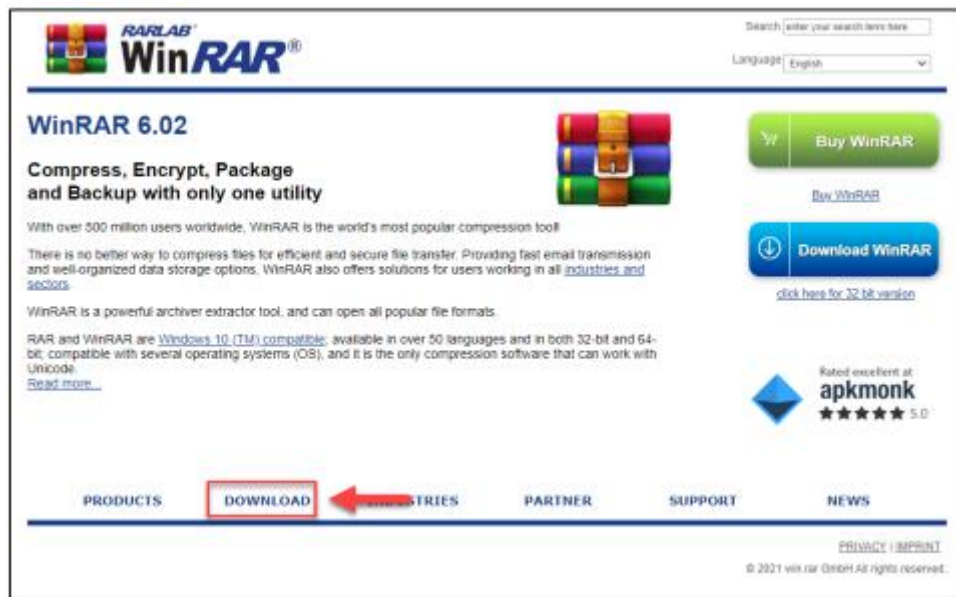 Search enter your search term here
RARLAB®
WinRAR®
Language English
WinRAR 6.02
Buy WinRAR
Compress, Encrypt, Package
and Backup with only one utility
Buy WinRAR
With over 500 million users worldwide, WinRAR is the world's most popular compression tool!
There is no better way to compress files for efficient and secure file transfer. Providing fast email transmission
and well-organized data storage options, WinRAR also offers solutions for users working in all industries and
sectors.
Download WinRAR
click here for 32 bit version
WinRAR is a powerful archiver extractor tool, and can open all popular file formats.
RAR and WinRAR are Windows 10 (TM) compatible; available in over 50 languages and in both 32-bit and 64-
bit; compatible with several operating systems (OS), and it is the only compression software that can work with
Unicode.
Read more...
Rated excellent at
apkmonk
5.0
PRODUCTS DOWNLOAD STRIES PARTNER SUPPORT NEWS
PRIVACY | IMPRINT
© 2021 win.rar GmbH All rights reserved.